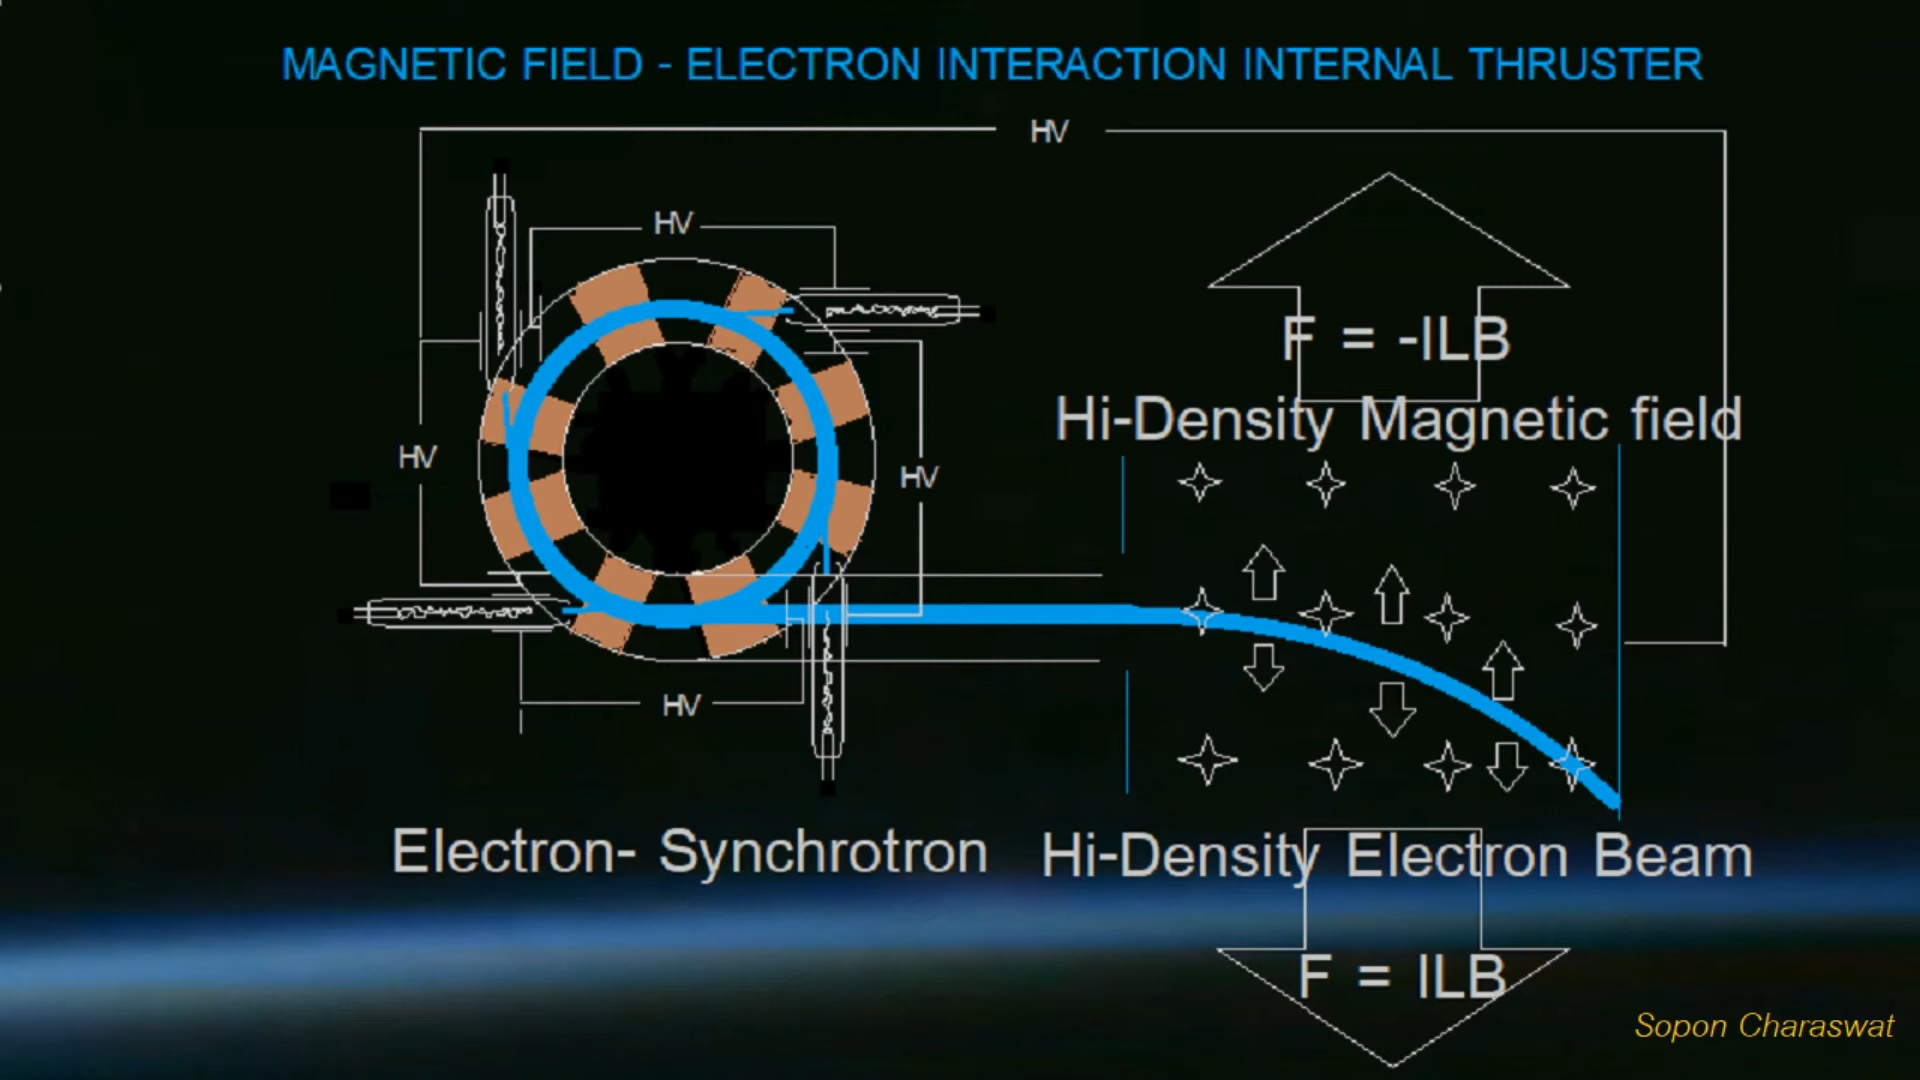 MAGNETIC FIELD - ELECTRON INTERACTION INTERNAL THRUSTER
HV
HV
F = -ILB
Hi-Density Magnetic field
HV
HV
HV
Electron- Synchrotron
Hi-Density Electron Beam
F = ILB
Sopon Charaswat